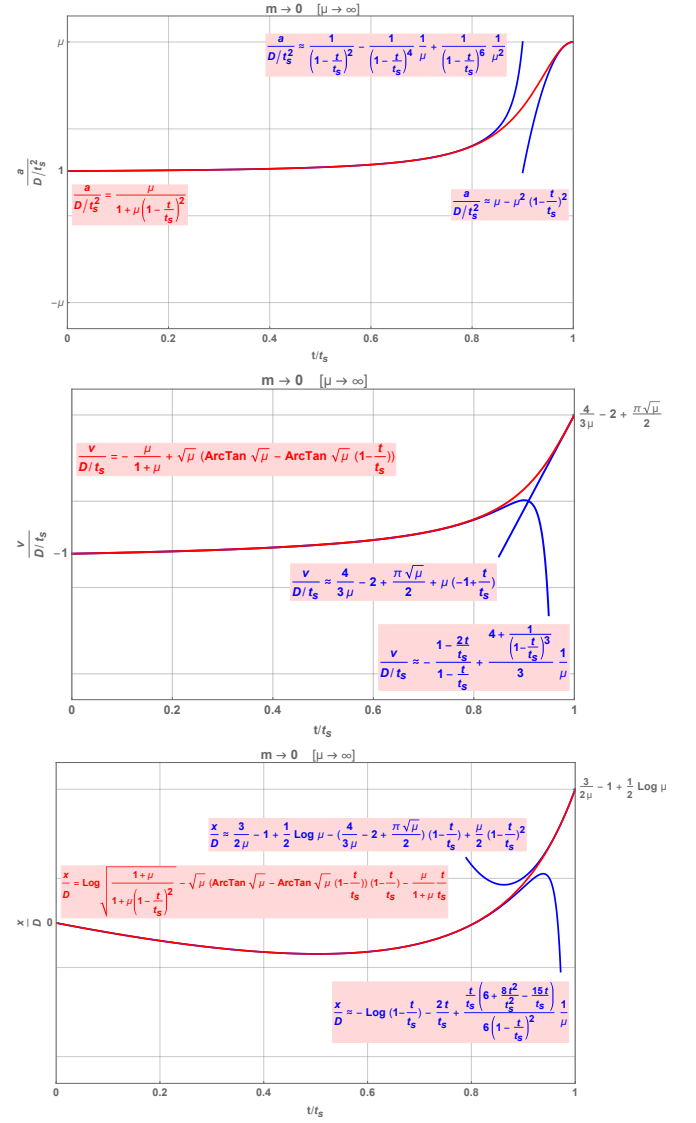 m → 0 [μ → ∞]
μ
1
−μ
a/(D/t_s^2)
a/(D/t_s^2) ≈ 1/(1 − t/t_s)^2 − 1/(1 − t/t_s)^4 1/μ + 1/(1 − t/t_s)^6 1/μ^2
a/(D/t_s^2) = μ/(1 + μ(1 − t/t_s)^2)
a/(D/t_s^2) ≈ μ − μ^2 (1− t/t_s)^2
0 0.2 0.4 0.6 0.8 1
t/t_s
m → 0 [μ → ∞]
4/(3 μ) − 2 + π√μ/2
v/(D/t_s) = − μ/(1 + μ) + √μ (ArcTan √μ − ArcTan √μ (1− t/t_s))
v/(D/t_s)
−1
v/(D/t_s) ≈ 4/(3 μ) − 2 + π√μ/2 + μ (−1+ t/t_s)
v/(D/t_s) ≈ − (1 − 2t/t_s)/(1 − t/t_s) + (4 + 1/(1− t/t_s)^3)/3 1/μ
0 0.2 0.4 0.6 0.8 1
t/t_s
m → 0 [μ → ∞]
3/(2μ) − 1 + 1/2 Log μ
x/D ≈ 3/(2 μ) − 1 + 1/2 Log μ − (4/(3 μ) − 2 + π√μ/2) (1− t/t_s) + μ/2 (1− t/t_s)^2
x/D = Log √((1 + μ)/(1 + μ(1 − t/t_s)^2)) − √μ (ArcTan √μ − ArcTan √μ (1− t/t_s)) (1− t/t_s) − μ/(1+μ) t/t_s
x/D
0
x/D ≈ − Log (1− t/t_s) − 2t/t_s + (t/t_s (6 + 8t^2/t_s^2 − 15t/t_s))/(6 (1 − t/t_s)^2) 1/μ
0 0.2 0.4 0.6 0.8 1
t/t_s